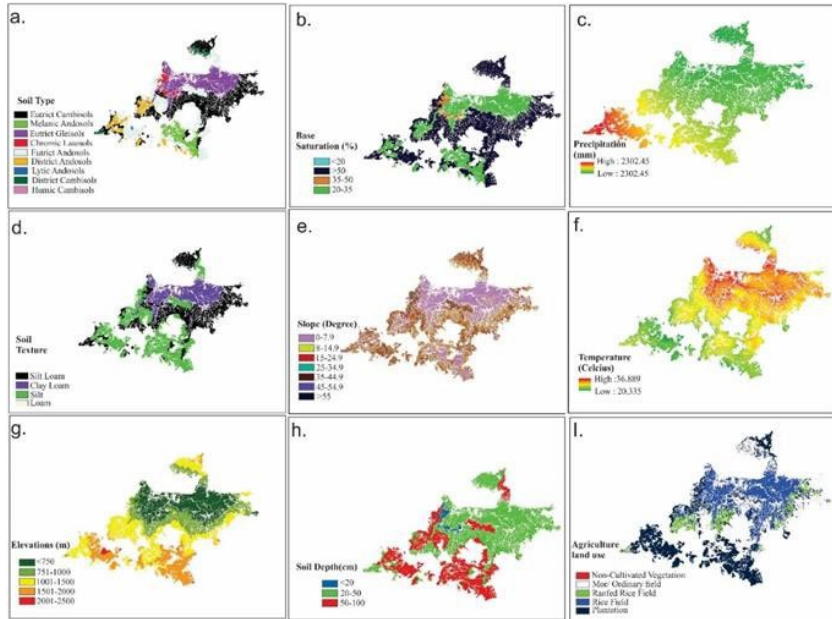 a.
Soil Type
Eutrict Cambisols
Melanic Andosols
Eutrict Gleisols
Chromic Luusols
Eutrict Andosols
District Andosols
Lytic Andosols
District Cambisols
Humic Cambisols
b.
Base
Saturation (%)
<20
>50
35-50
20-35
c.
Precipitation
(mm)
High : 2302.45
Low : 2302.45
d.
Soil
Texture
Silt Loam
Clay Loam
Silt
Loam
e.
Slope (Degree)
0-7.9
8-14.9
15-24.9
25-34.9
35-44.9
45-54.9
>55
f.
Temperature
(Celcius)
High :36.889
Low : 20.335
g.
Elevations (m)
<750
751-1000
1001-1500
1501-2000
2001-2500
h.
Soil Depth(cm)
<20
20-50
50-100
I.
Agriculture
land use
Non-Cultivated Vegetation
Moe/ Ordinary field
Ranfed Rice Field
Rice Field
Plantation